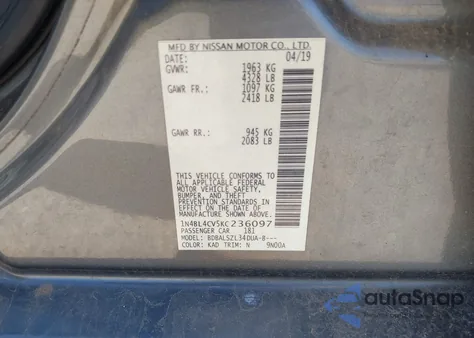 MFD BY NISSAN MOTOR CO., LTD.
DATE: 04/19
GVWR: 1963 KG
4328 LB
GAWR FR.: 1097 KG
2418 LB
GAWR RR.: 945 KG
2083 LB
THIS VEHICLE CONFORMS TO
ALL APPLICABLE FEDERAL
MOTOR VEHICLE SAFETY,
BUMPER, AND THEFT
PREVENTION STANDARDS IN
EFFECT ON THE DATE OF
MANUFACTURE SHOWN ABOVE.
1N4BL4CV5KC236097
PASSENGER CAR 181
BDBALSZL34DUA-B---
COLOR: KAD TRIM: N 9N00A
autoSnap